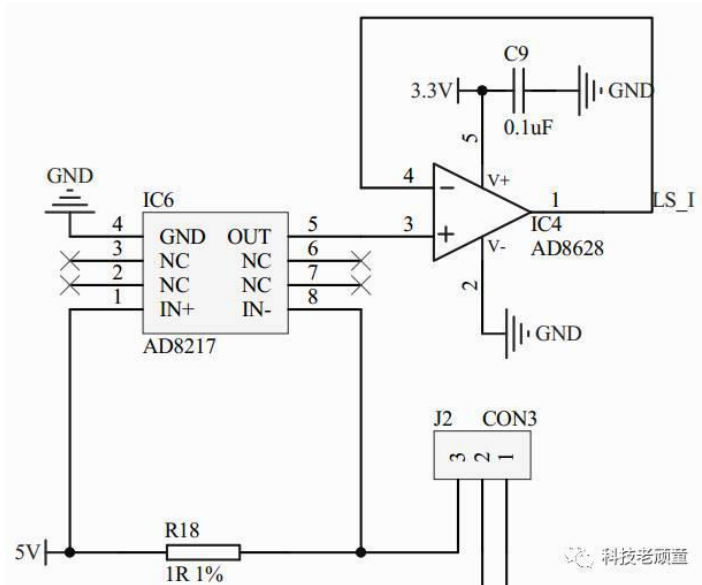 C9
3.3V
GND
0.1uF
5
4
V+
1
LS_I
3
IC4
V-
AD8628
2
GND
GND
IC6
4
GND
OUT
5
3
NC
NC
6
2
NC
NC
7
1
IN+
IN-
8
AD8217
J2
CON3
3
2
1
R18
5V
1R 1%
科技老顽童